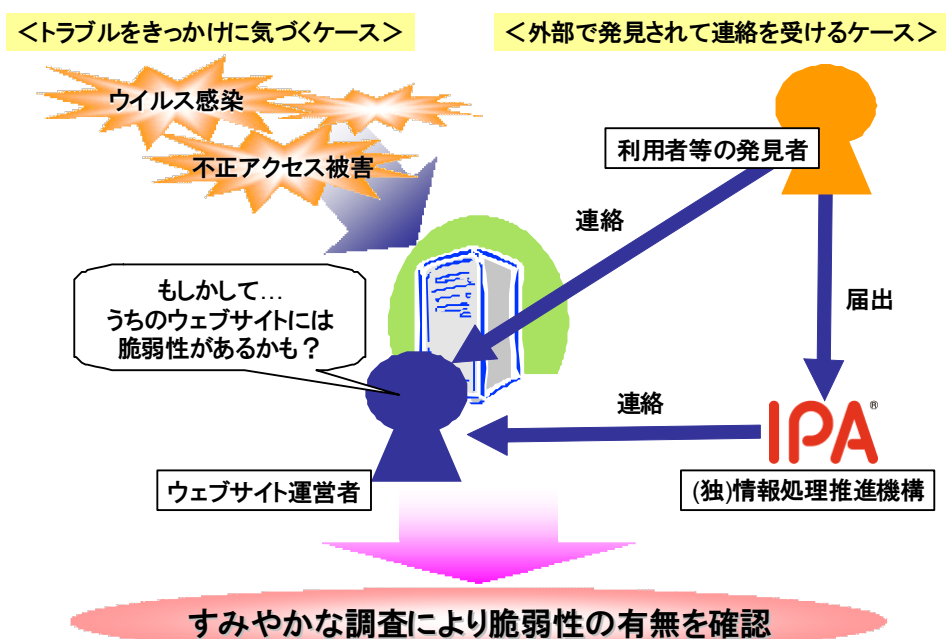 ＜トラブルをきっかけに気づくケース＞
＜外部で発見されて連絡を受けるケース＞
ウイルス感染
不正アクセス被害
利用者等の発見者
連絡
もしかして…
うちのウェブサイトには
脆弱性があるかも？
届出
連絡
IPA®
ウェブサイト運営者
(独)情報処理推進機構
すみやかな調査により脆弱性の有無を確認